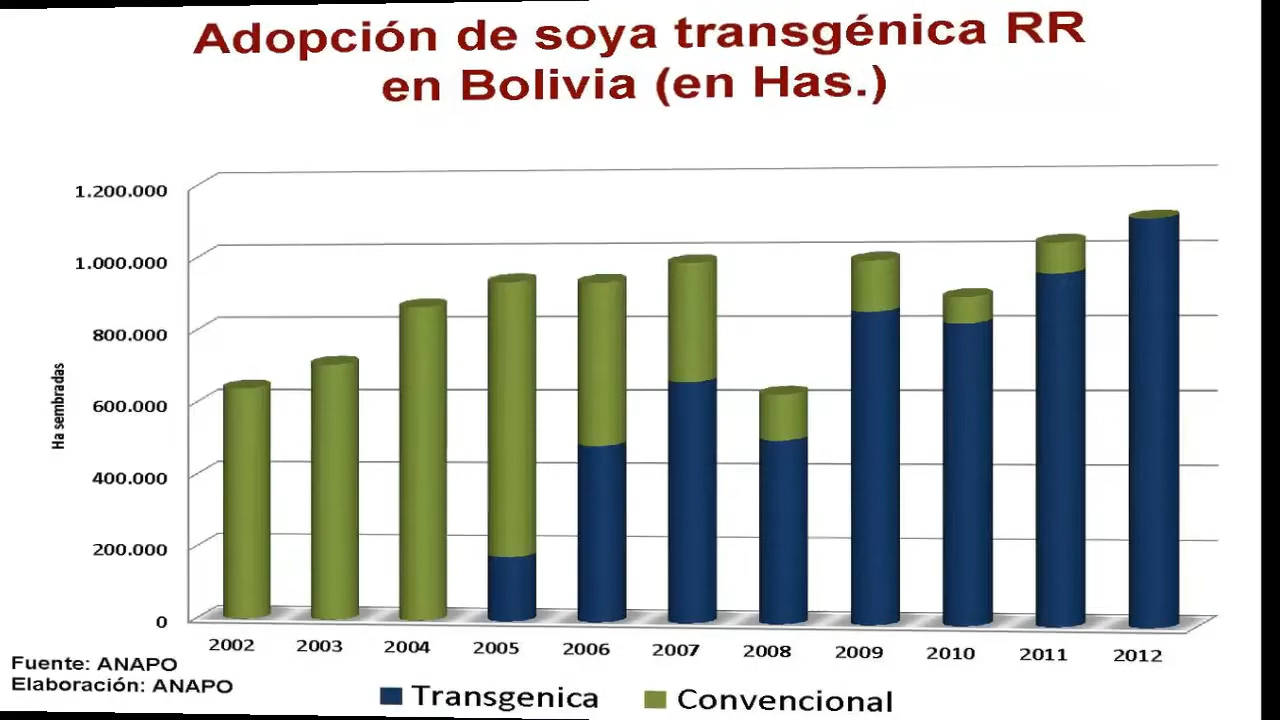 Adopción de soya transgénica RR
en Bolivia (en Has.)
1.200.000
1.000.000
800.000
600.000
400.000
200.000
0
Ha sembradas
2002 2003 2004 2005 2006 2007 2008 2009 2010 2011 2012
Fuente: ANAPO
Elaboración: ANAPO
Transgenica Convencional